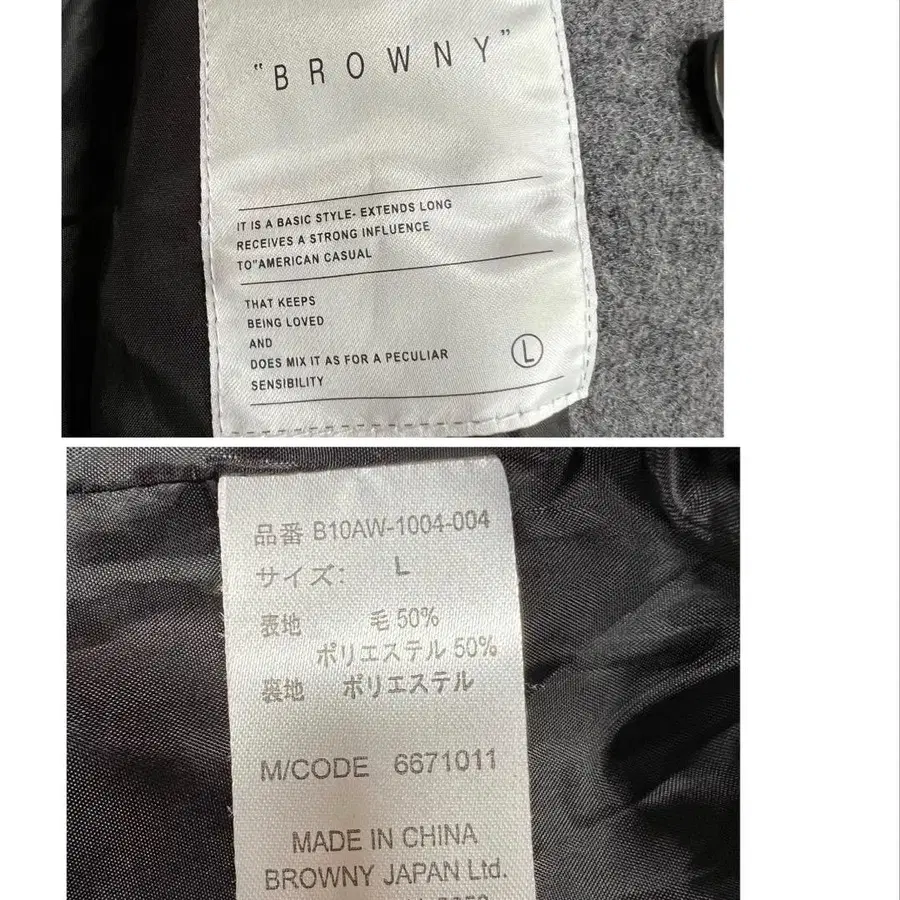 "BROWNY"
IT IS A BASIC STYLE- EXTENDS LONG
RECEIVES A STRONG INFLUENCE
TO"AMERICAN CASUAL
THAT KEEPS
BEING LOVED
AND
DOES MIX IT AS FOR A PECULIAR
SENSIBILITY
L
品番 B10AW-1004-004
サイズ: L
表地 毛 50%
ポリエステル 50%
裏地 ポリエステル
M/CODE 6671011
MADE IN CHINA
BROWNY JAPAN Ltd.